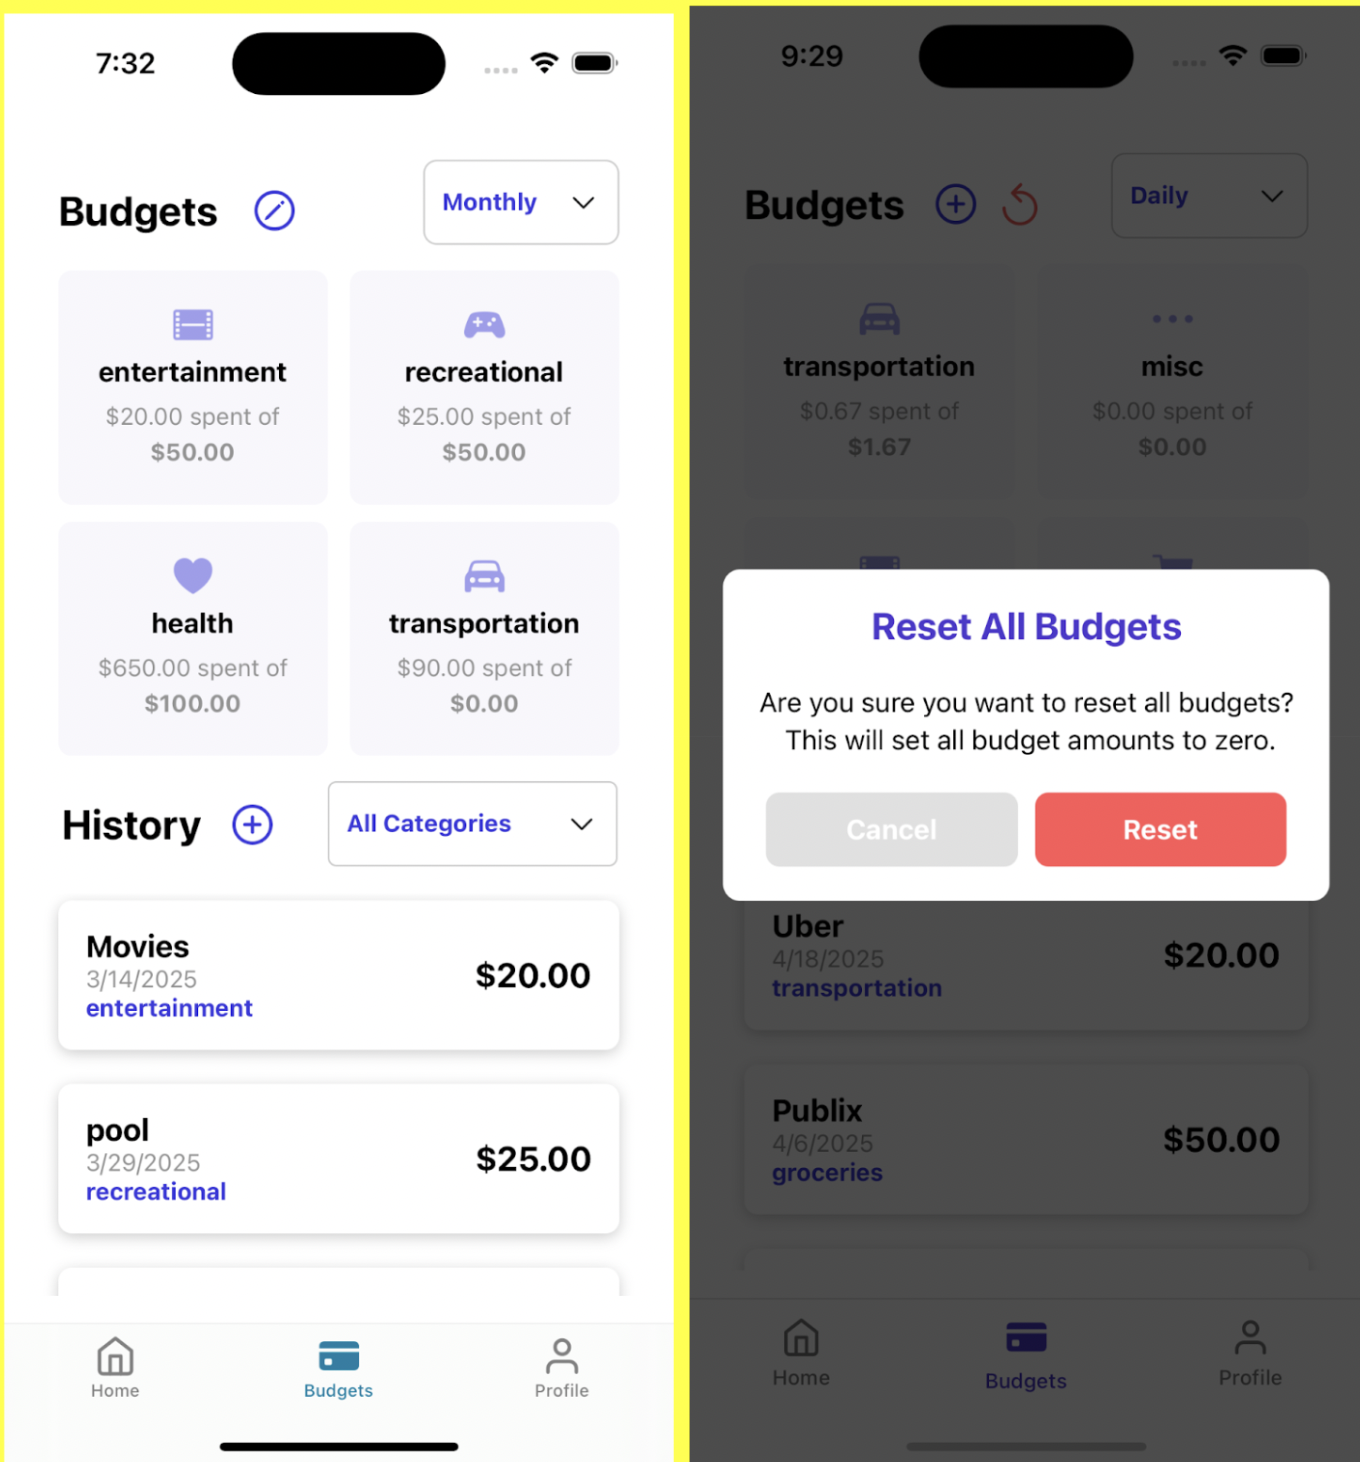 7:32
Budgets
Monthly
entertainment
$20.00 spent of
$50.00
recreational
$25.00 spent of
$50.00
health
$650.00 spent of
$100.00
transportation
$90.00 spent of
$0.00
History
All Categories
Movies
3/14/2025
entertainment
$20.00
pool
3/29/2025
recreational
$25.00
Home
Budgets
Profile
9:29
Budgets
Daily
transportation
$0.67 spent of
$1.67
misc
$0.00 spent of
$0.00
Reset All Budgets
Are you sure you want to reset all budgets?
This will set all budget amounts to zero.
Cancel
Reset
Uber
4/18/2025
transportation
$20.00
Publix
4/6/2025
groceries
$50.00
Home
Budgets
Profile